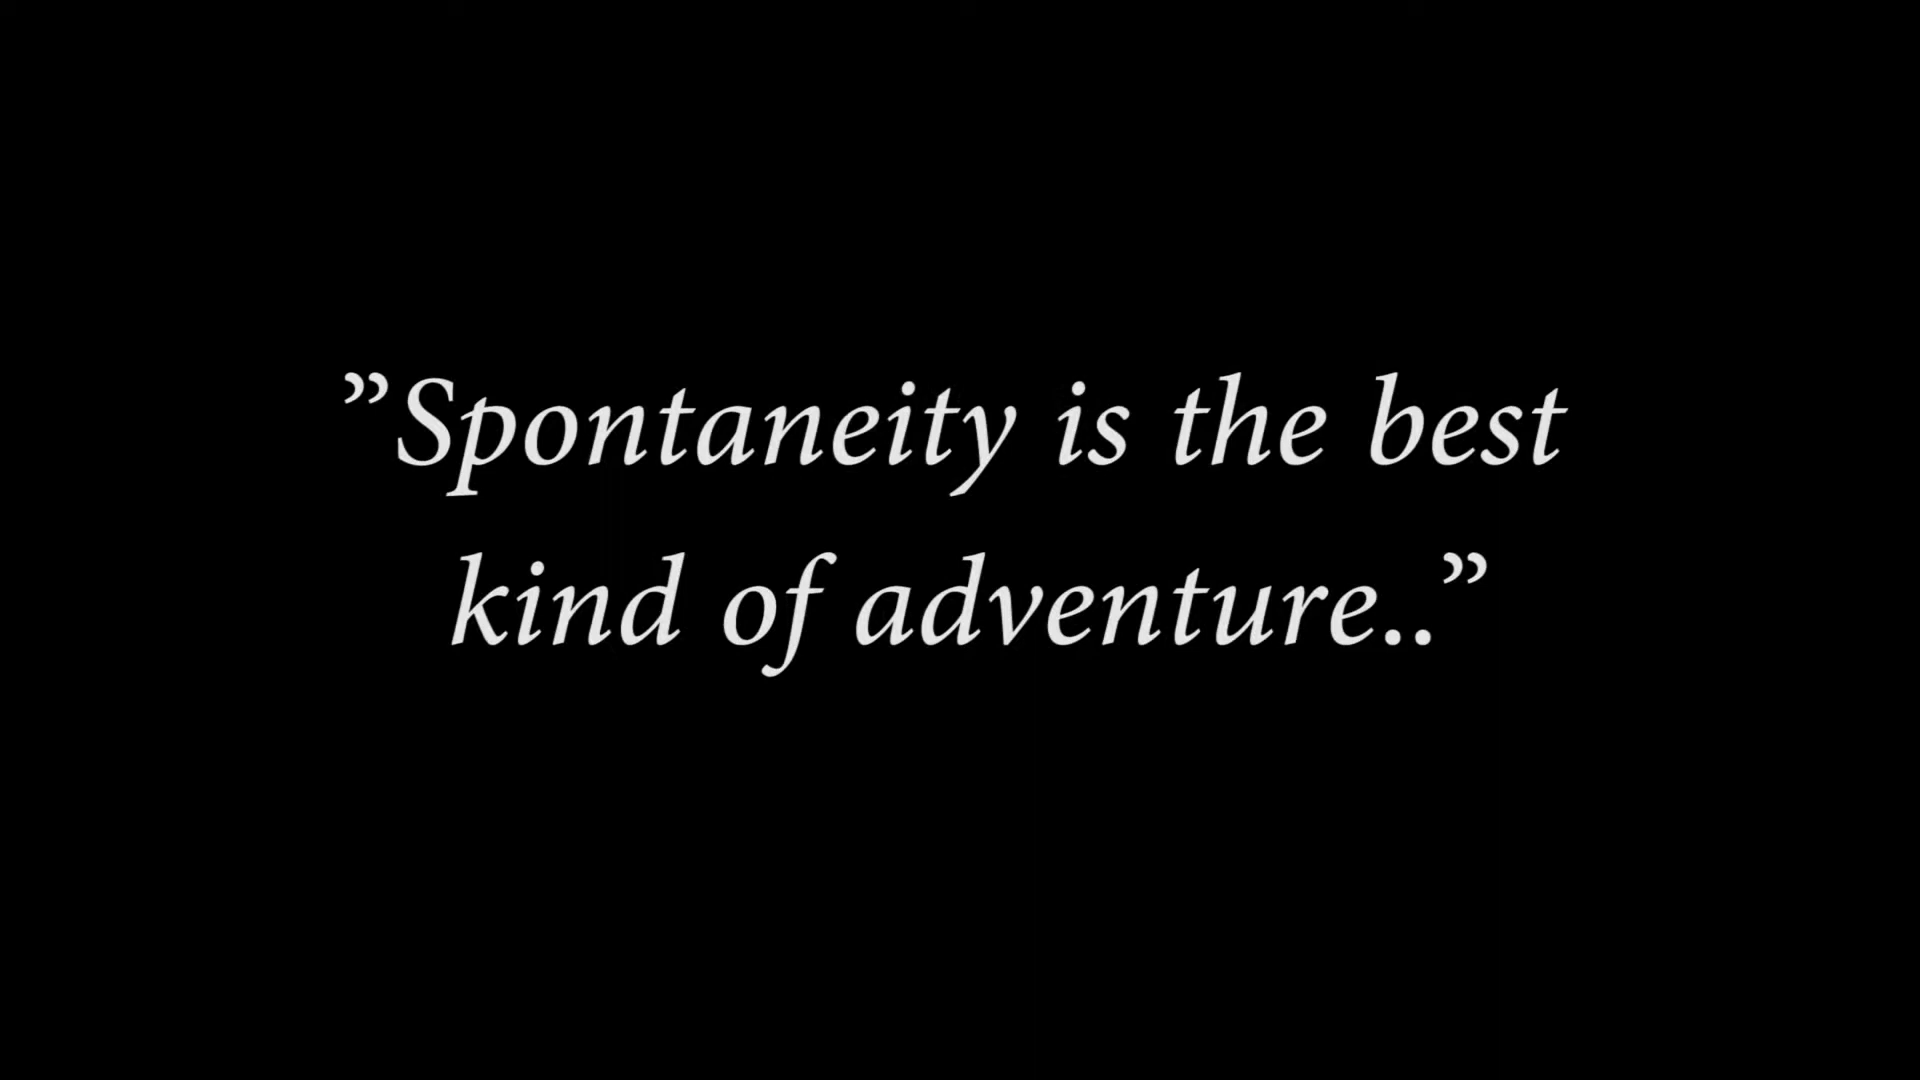 ”Spontaneity is the best
kind of adventure..”